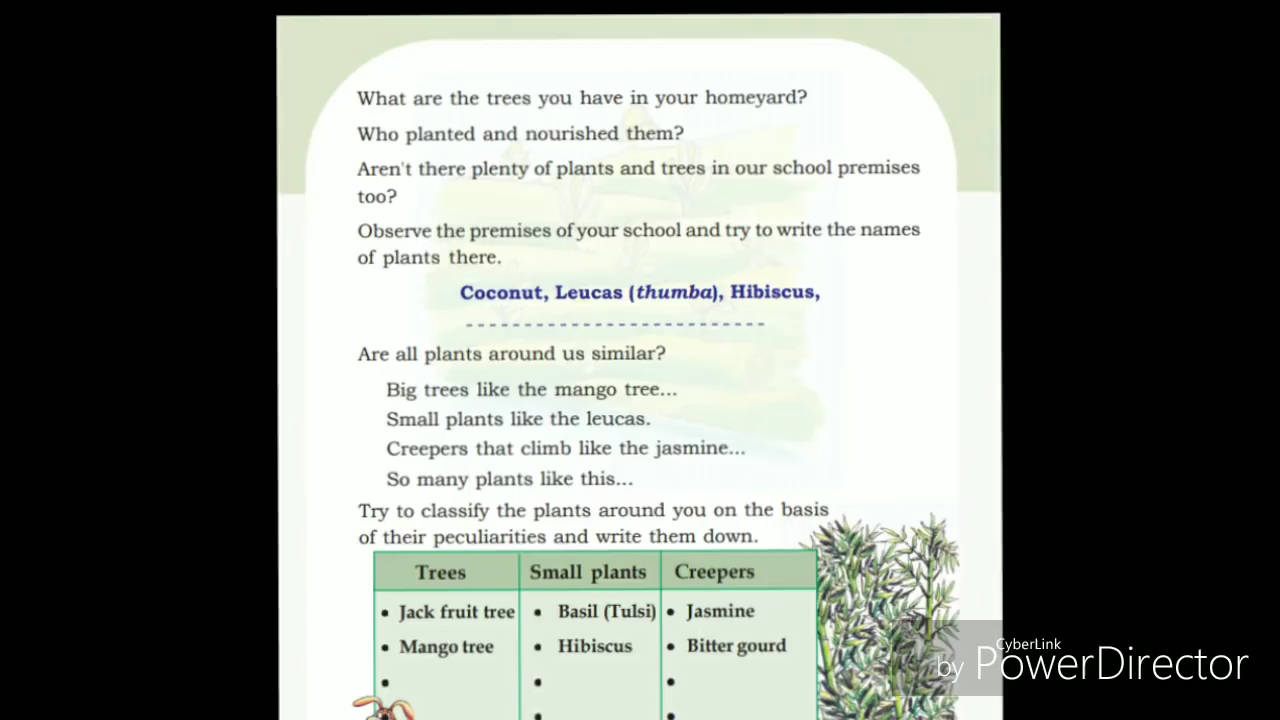 What are the trees you have in your homeyard?
Who planted and nourished them?
Aren't there plenty of plants and trees in our school premises
too?
Observe the premises of your school and try to write the names
of plants there.
Coconut, Leucas (thumba), Hibiscus,
Are all plants around us similar?
Big trees like the mango tree...
Small plants like the leucas.
Creepers that climb like the jasmine...
So many plants like this...
Try to classify the plants around you on the basis
of their peculiarities and write them down.
Trees Small plants Creepers
• Jack fruit tree • Basil (Tulsi) • Jasmine
• Mango tree • Hibiscus • Bitter gourd
CyberLink
by PowerDirector